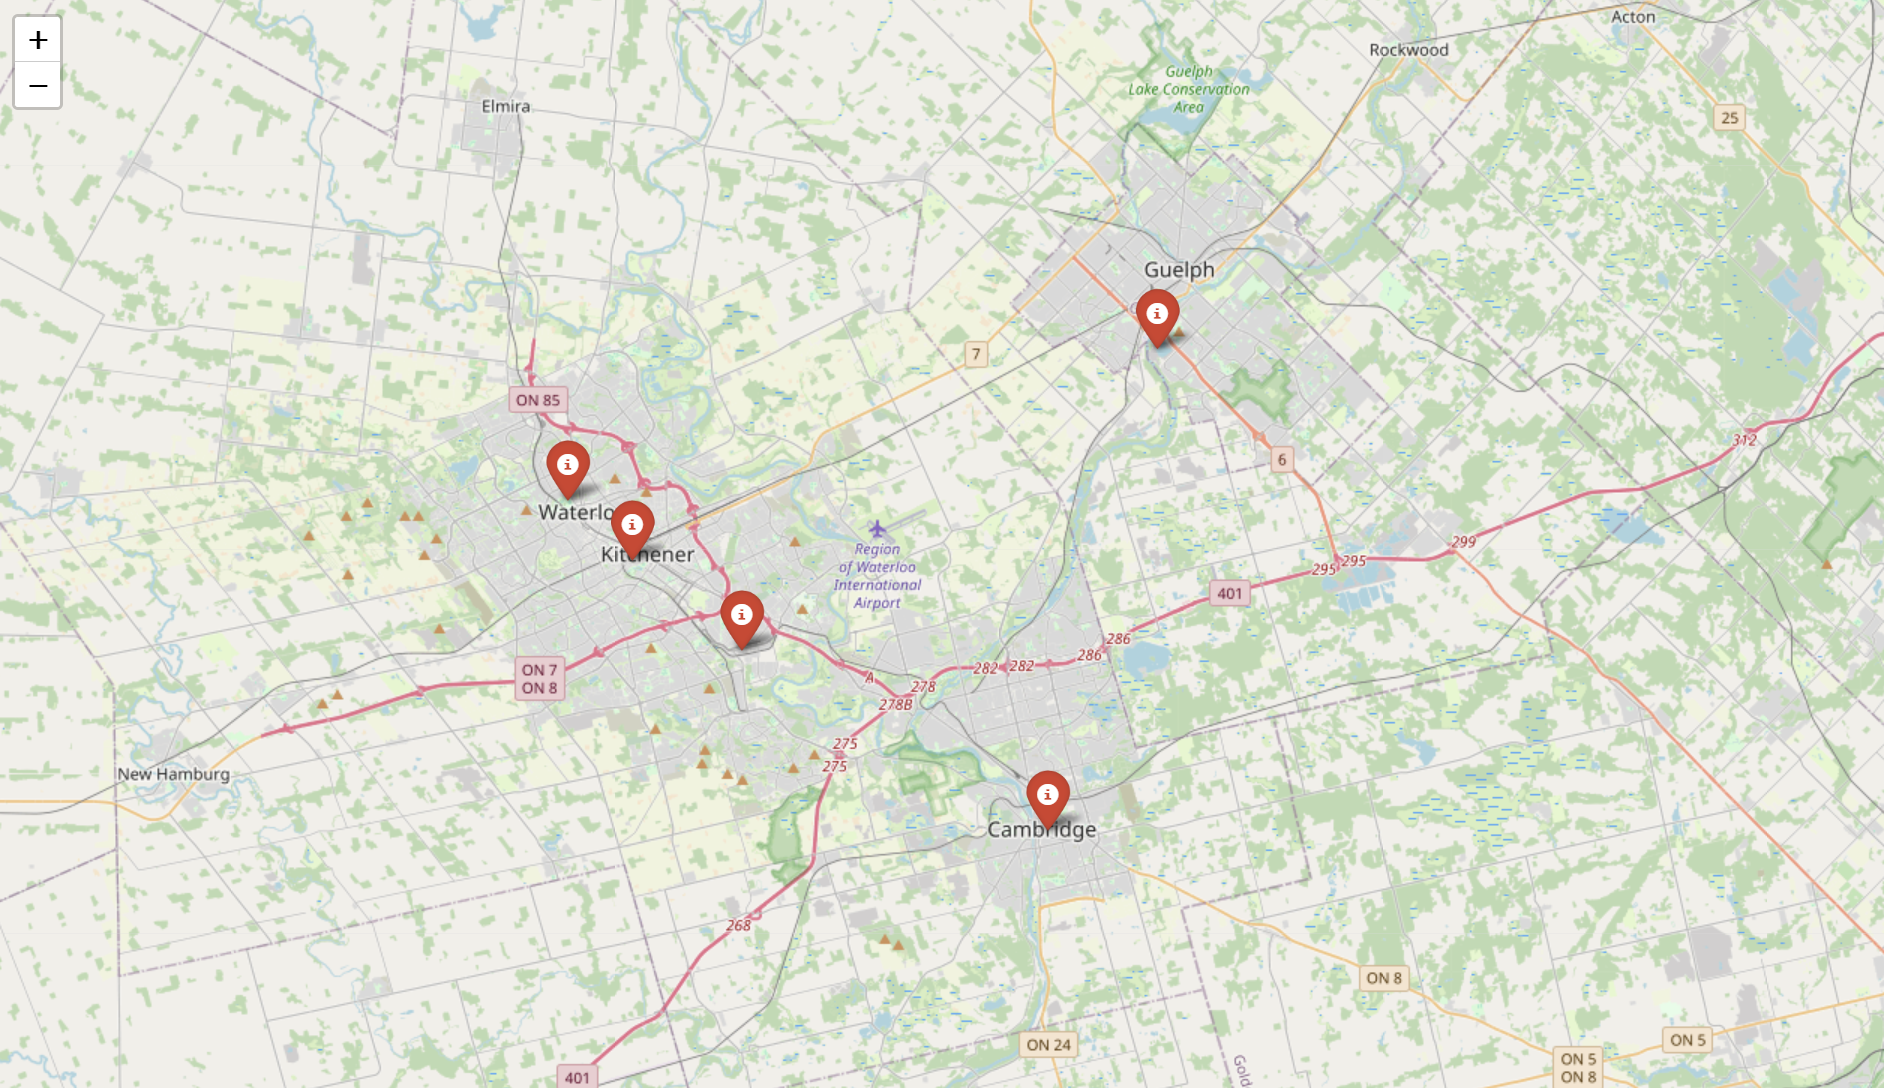 +
−
Acton
Rockwood
Guelph
Lake Conservation
Area
Elmira
25
Guelph
7
ON 85
312
6
Waterlo
299
Kitchener
Region
of Waterloo
International
Airport
295
295
401
286
286
282
282
ON 7
ON 8
A
278
278B
275
275
New Hamburg
Cambridge
268
ON 8
ON 24
ON 5
ON 5
ON 8
Gold
401